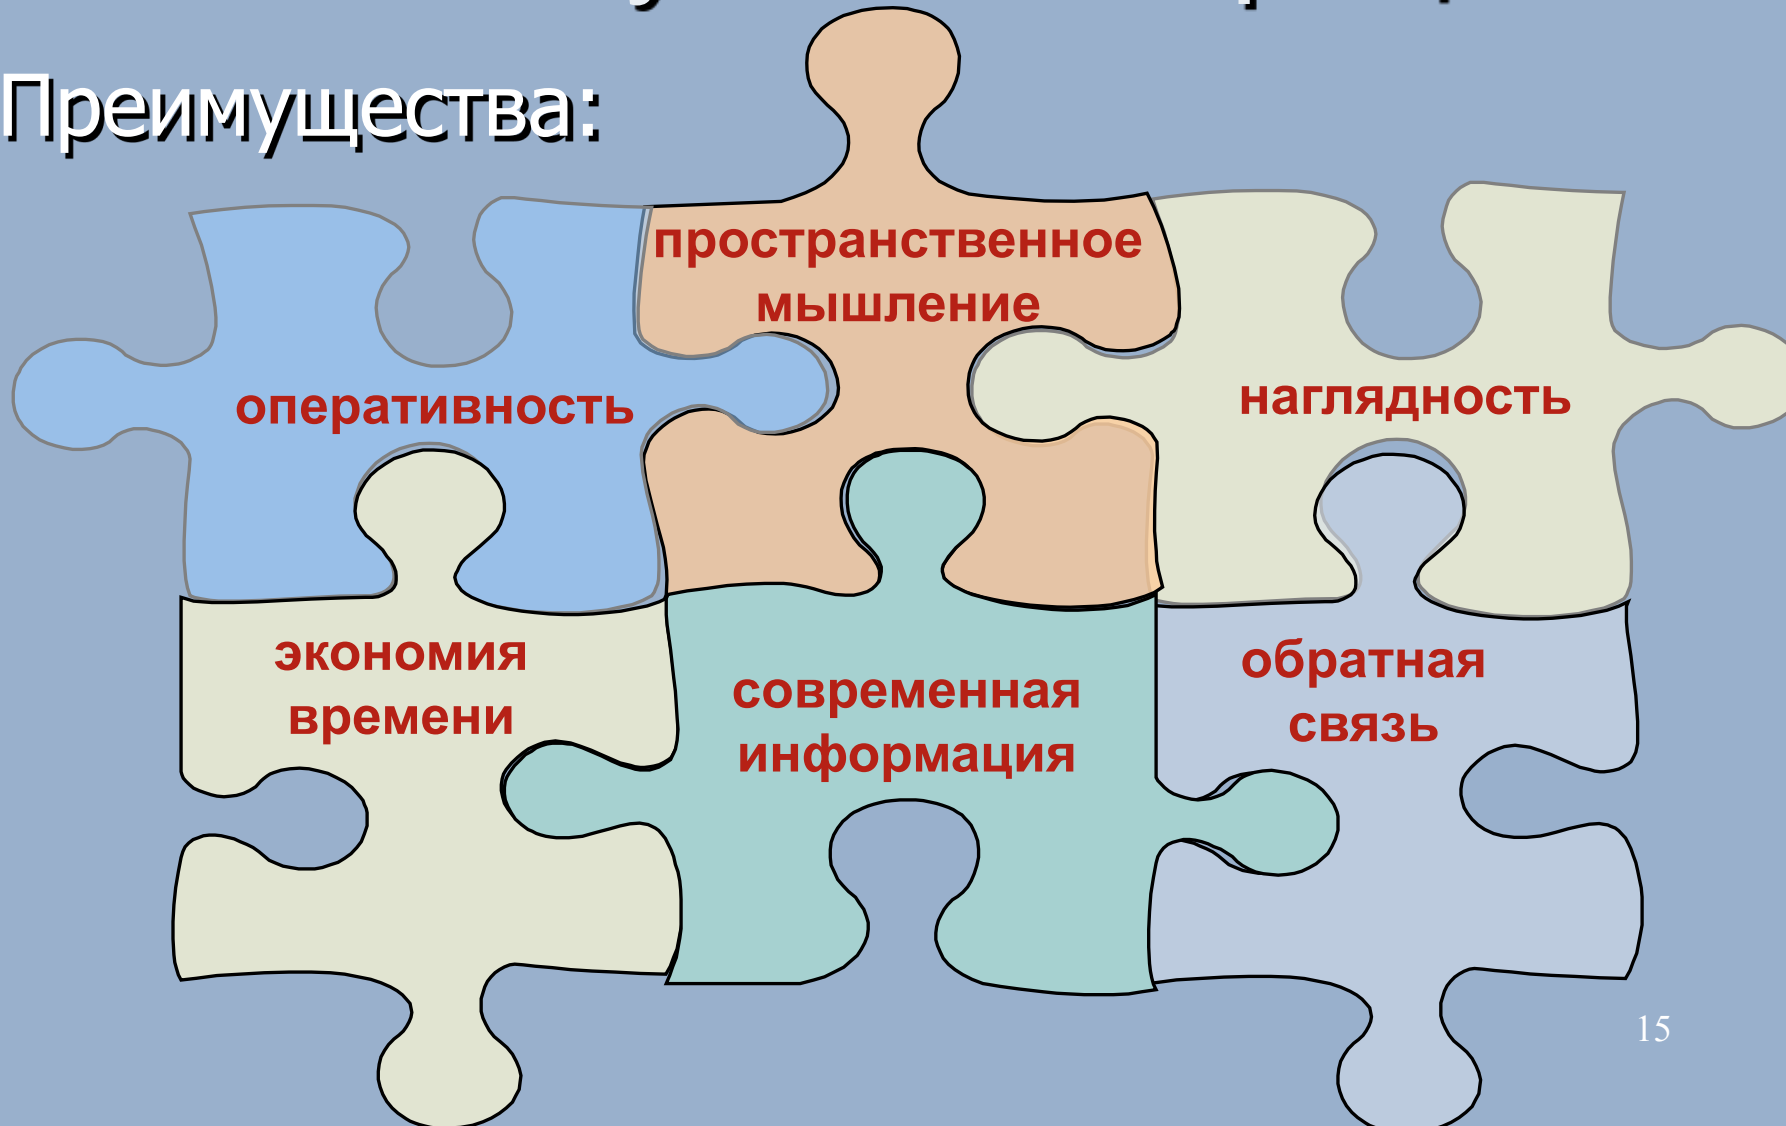 Преимущества:
пространственное
мышление
оперативность
наглядность
экономия
времени
современная
информация
обратная
связь
15